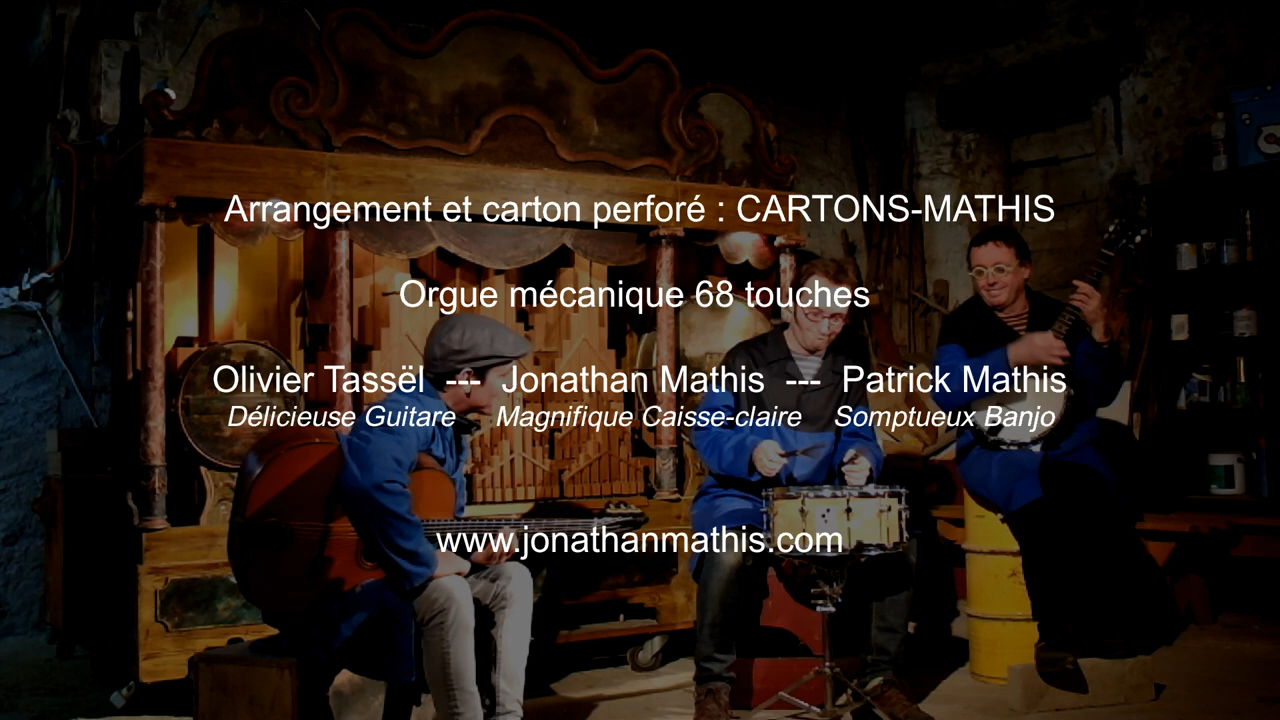 Arrangement et carton perforé : CARTONS-MATHIS
Orgue mécanique 68 touches
Olivier Tassël --- Jonathan Mathis --- Patrick Mathis
Délicieuse Guitare Magnifique Caisse-claire Somptueux Banjo
www.jonathanmathis.com